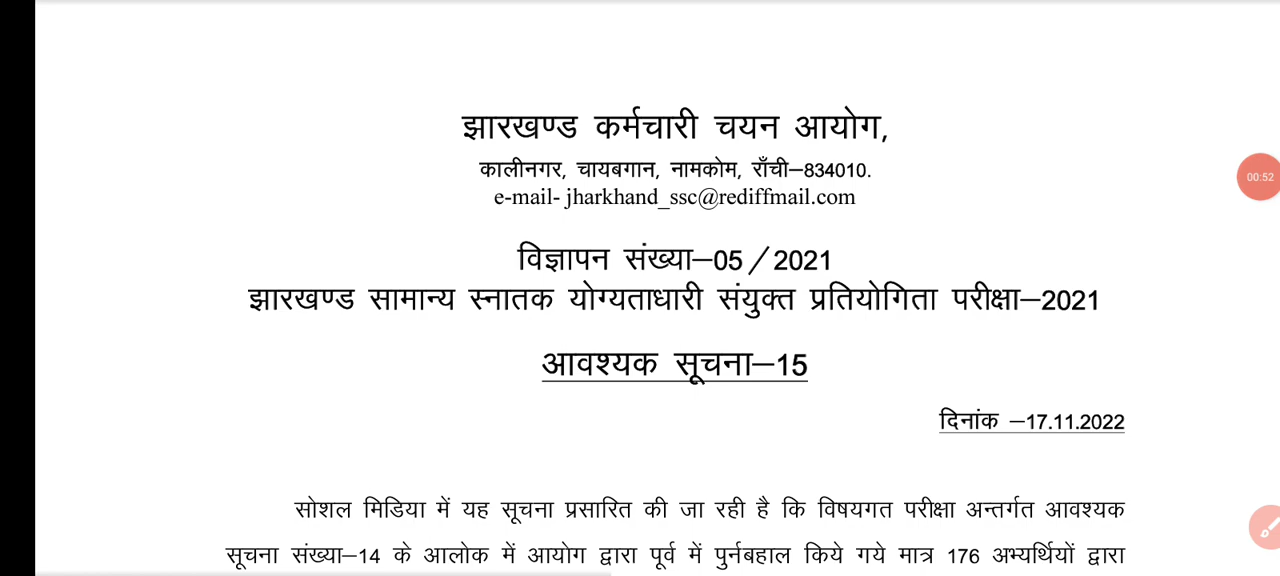 झारखण्ड कर्मचारी चयन आयोग,
कालीनगर, चायबगान, नामकोम, राँची–834010.
e-mail- jharkhand_ssc@rediffmail.com
विज्ञापन संख्या–05/2021
झारखण्ड सामान्य स्नातक योग्यताधारी संयुक्त प्रतियोगिता परीक्षा–2021
आवश्यक सूचना–15
दिनांक –17.11.2022
सोशल मिडिया में यह सूचना प्रसारित की जा रही है कि विषयगत परीक्षा अन्तर्गत आवश्यक
सूचना संख्या–14 के आलोक में आयोग द्वारा पूर्व में पुर्नबहाल किये गये मात्र 176 अभ्यर्थियों द्वारा
00:52